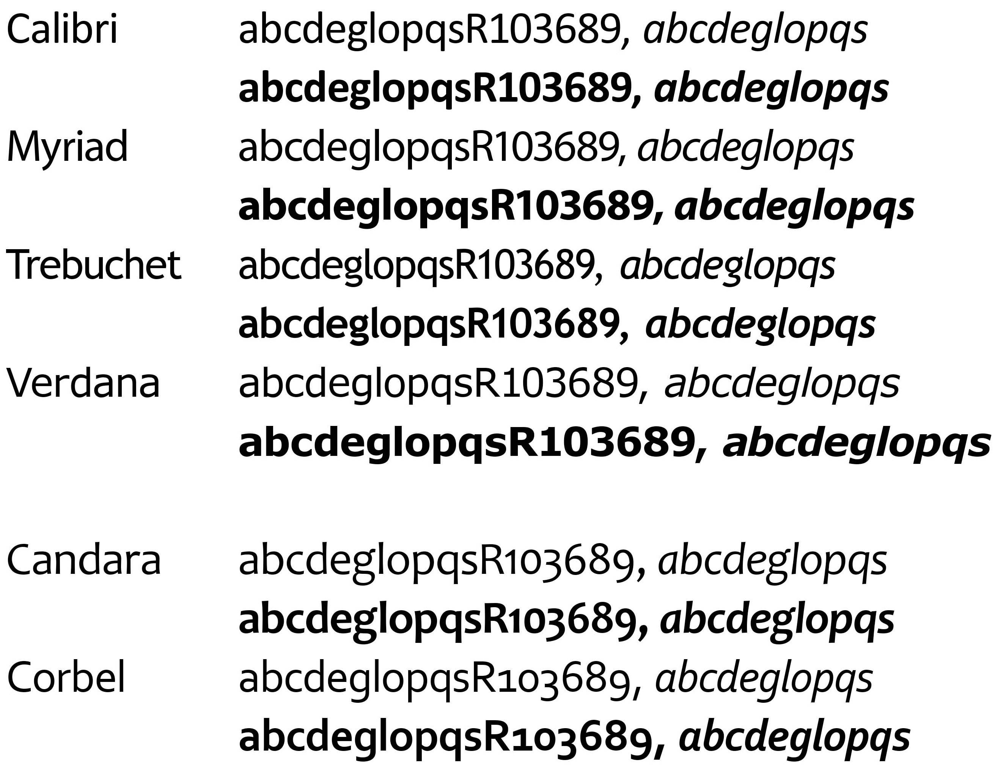 Calibri abcdeglopqsR103689, abcdeglopqs
abcdeglopqsR103689, abcdeglopqs
Myriad abcdeglopqsR103689, abcdeglopqs
abcdeglopqsR103689, abcdeglopqs
Trebuchet abcdeglopqsR103689, abcdeglopqs
abcdeglopqsR103689, abcdeglopqs
Verdana abcdeglopqsR103689, abcdeglopqs
abcdeglopqsR103689, abcdeglopqs
Candara abcdeglopqsR103689, abcdeglopqs
abcdeglopqsR103689, abcdeglopqs
Corbel abcdeglopqsR103689, abcdeglopqs
abcdeglopqsR103689, abcdeglopqs